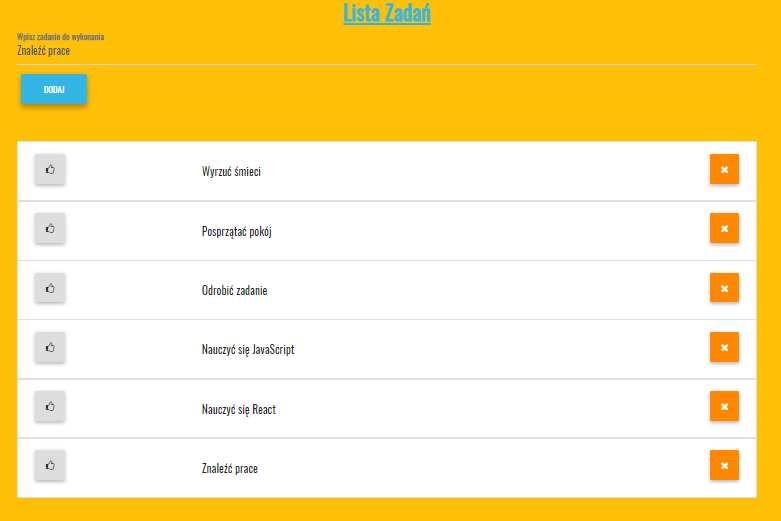 Lista Zadań
Wpisz zadanie do wykonania
Znaleźć prace
DODAJ
Wyrzuć śmieci
Posprzątać pokój
Odrobić zadanie
Nauczyć się JavaScript
Nauczyć się React
Znaleźć prace